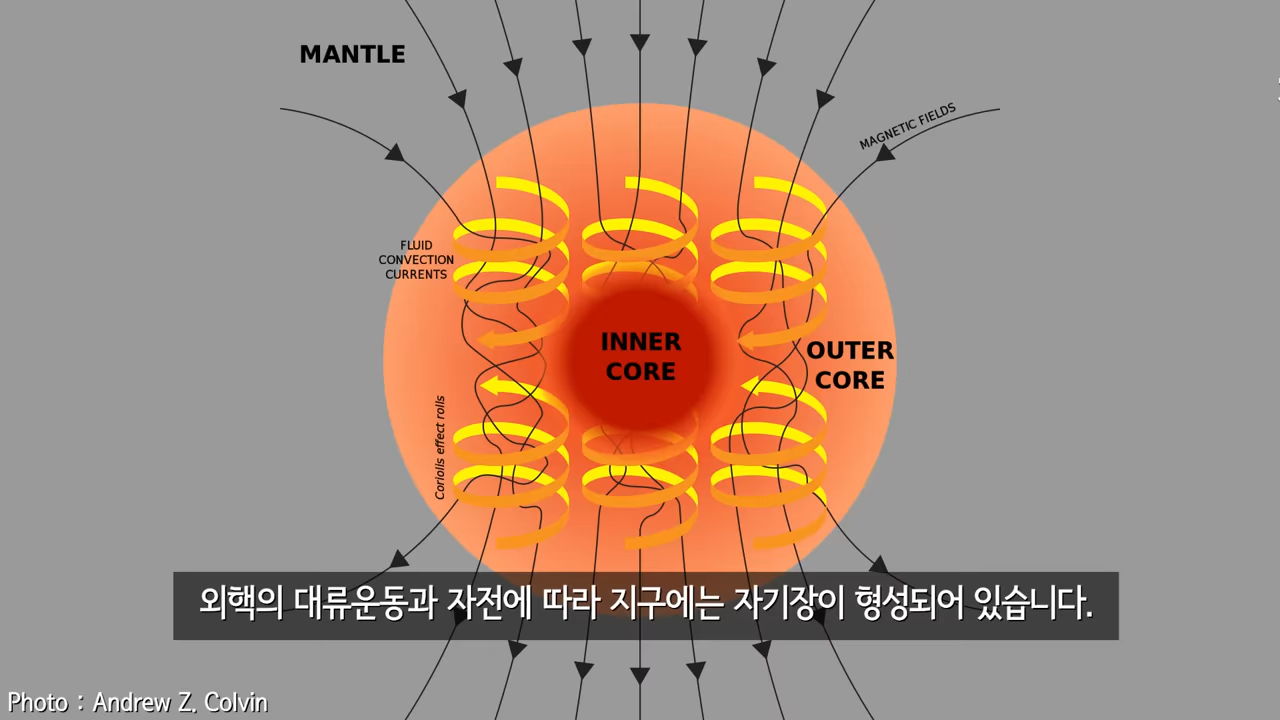 MANTLE
MAGNETIC FIELDS
FLUID
CONVECTION
CURRENTS
INNER
CORE
OUTER
CORE
Coriolis effect rolls
외핵의 대류운동과 자전에 따라 지구에는 자기장이 형성되어 있습니다.
Photo : Andrew Z. Colvin